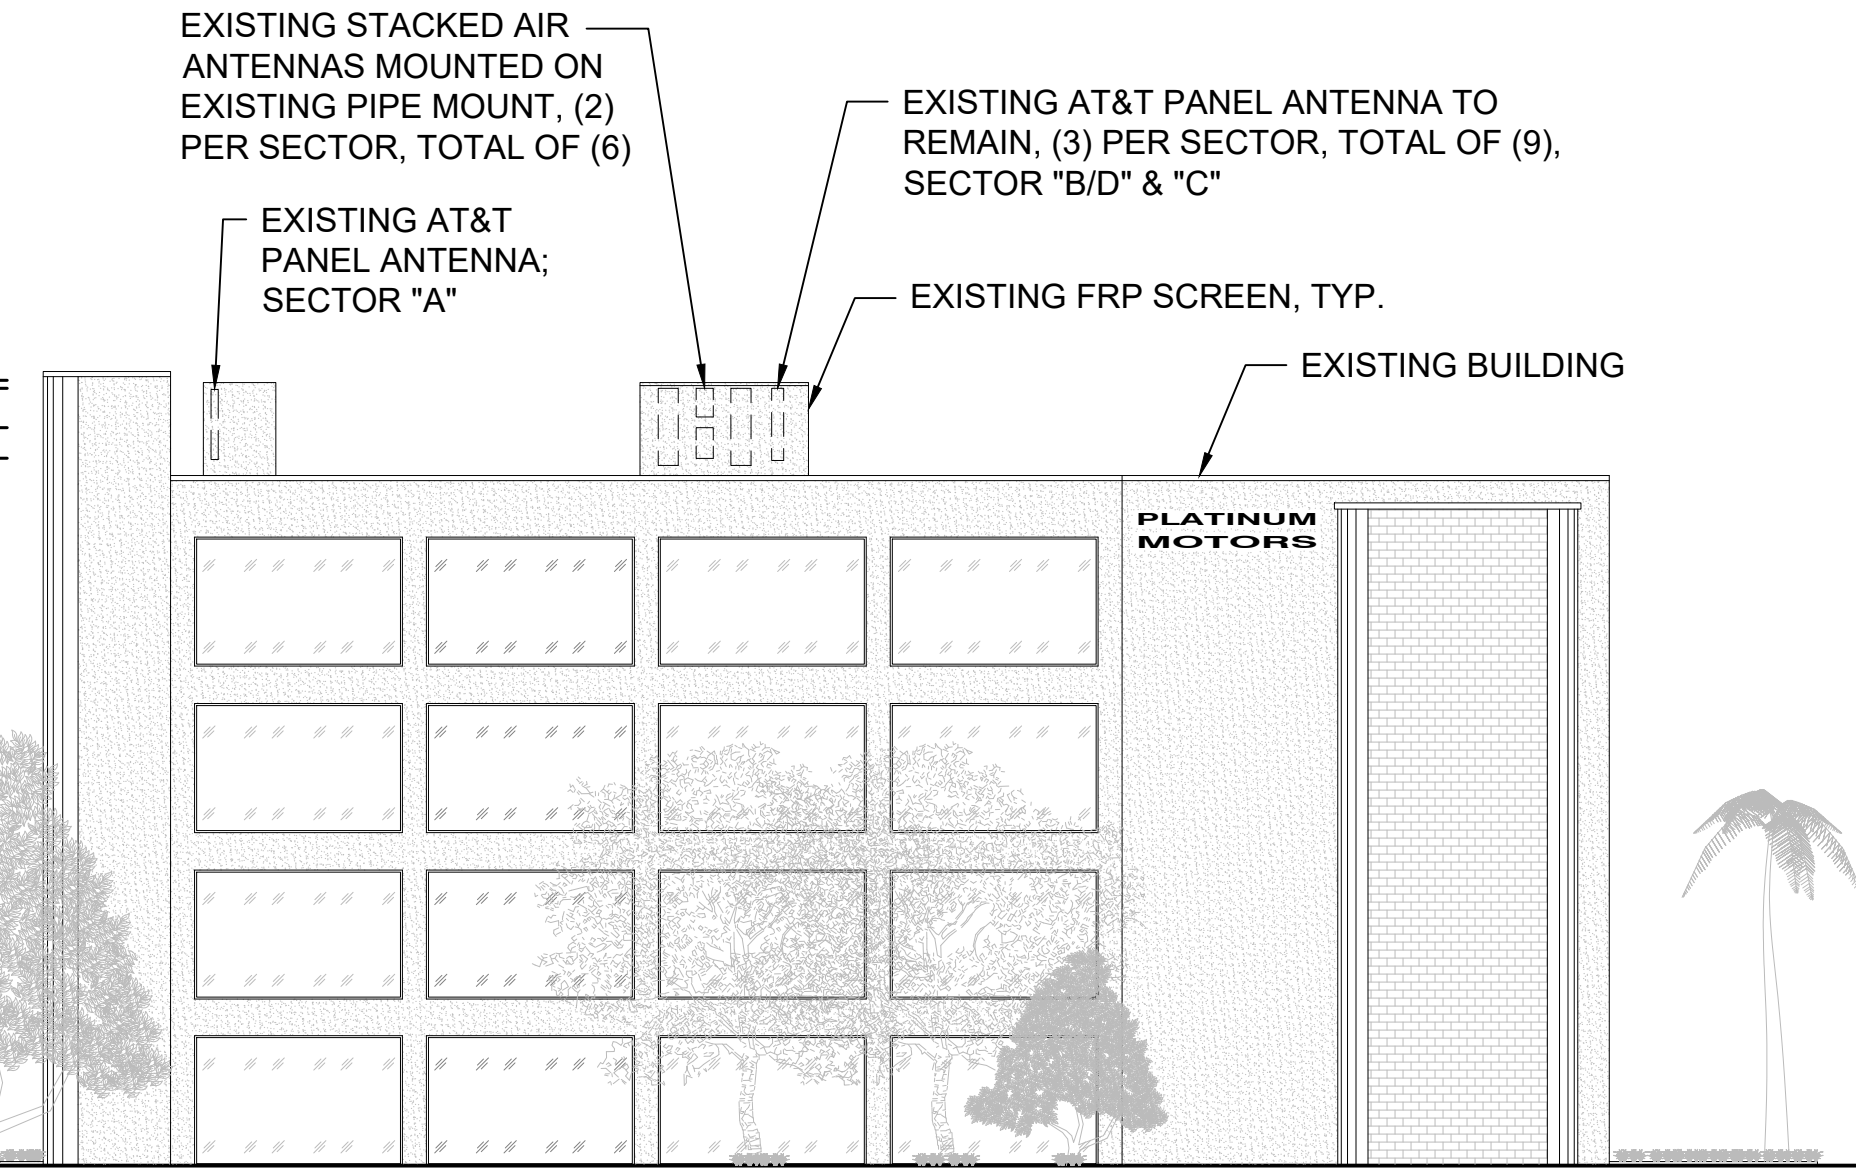 EXISTING STACKED AIR
ANTENNAS MOUNTED ON
EXISTING PIPE MOUNT, (2)
PER SECTOR, TOTAL OF (6)
EXISTING AT&T PANEL ANTENNA TO
REMAIN, (3) PER SECTOR, TOTAL OF (9),
SECTOR "B/D" & "C"
EXISTING AT&T
PANEL ANTENNA;
SECTOR "A"
EXISTING FRP SCREEN, TYP.
EXISTING BUILDING
PLATINUM
MOTORS